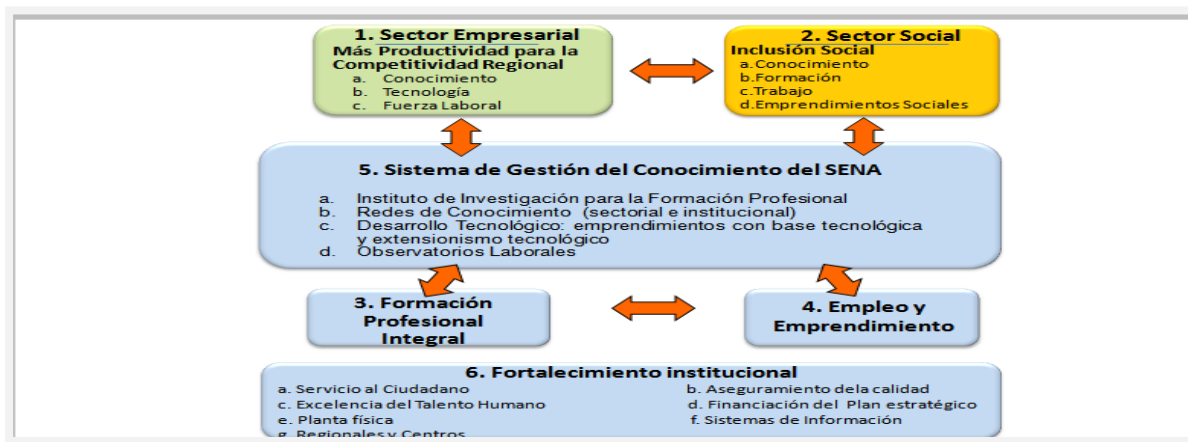 1. Sector Empresarial
Más Productividad para la
Competitividad Regional
a. Conocimiento
b. Tecnología
c. Fuerza Laboral
2. Sector Social
Inclusión Social
a.Conocimiento
b.Formación
c.Trabajo
d.Emprendimientos Sociales
5. Sistema de Gestión del Conocimiento del SENA
a. Instituto de Investigación para la Formación Profesional
b. Redes de Conocimiento (sectorial e institucional)
c. Desarrollo Tecnológico: emprendimientos con base tecnológica
y extensionismo tecnológico
d. Observatorios Laborales
3. Formación
Profesional
Integral
4. Empleo y
Emprendimiento
6. Fortalecimiento institucional
a. Servicio al Ciudadano
b. Aseguramiento dela calidad
c. Excelencia del Talento Humano
d. Financiación del Plan estratégico
e. Planta física
f. Sistemas de Información
g. Regionales y Centros